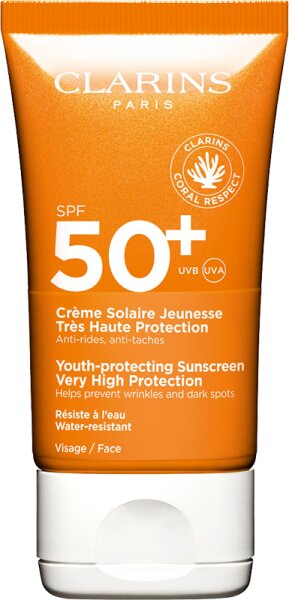 CLARINS
PARIS
CLARINS
CORAL RESPECT
SPF
50+
UVB UVA
Crème Solaire Jeunesse
Très Haute Protection
Anti-rides, anti-taches
Youth-protecting Sunscreen
Very High Protection
Helps prevent wrinkles and dark spots
Résiste à l'eau
Water-resistant
Visage / Face